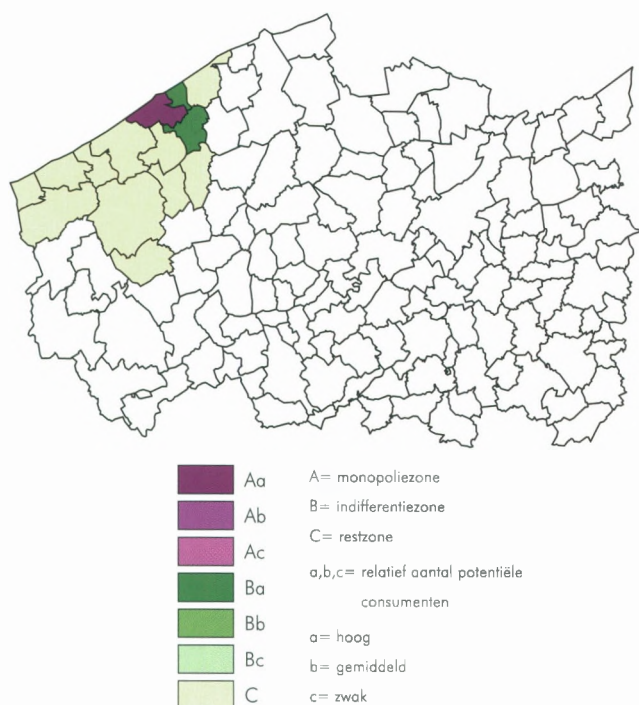 Aa
Ab
Ac
Ba
Bb
Bc
C
A= monopoliezone
B= indifferentiezone
C= restzone
a,b,c= relatief aantal potentiële
consumenten
a= hoog
b= gemiddeld
c= zwak